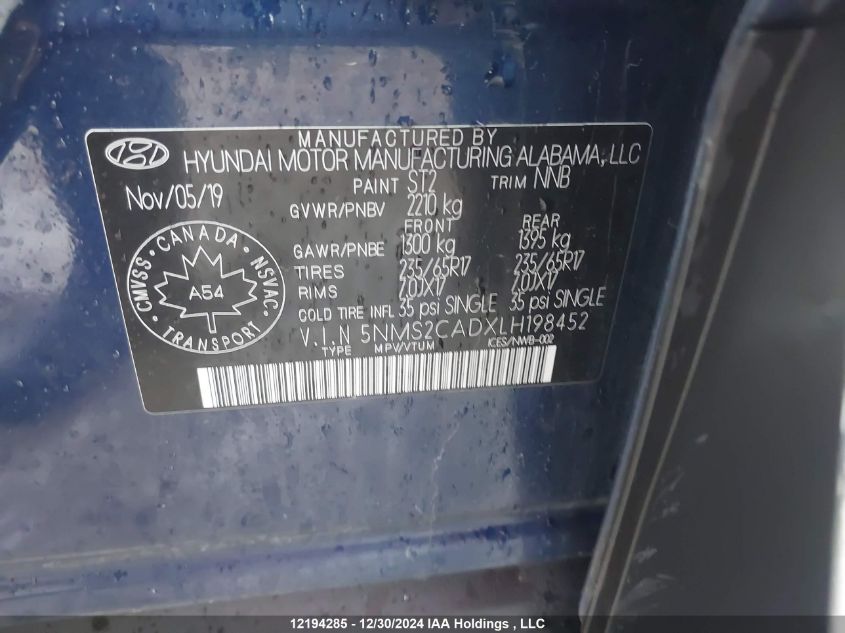 MANUFACTURED BY
HYUNDAI MOTOR MANUFACTURING ALABAMA, LLC
Nov/05/19 PAINT ST2 TRIM NNB
GVWR/PNBV 2210 kg
FRONT REAR
GAWR/PNBE 1300 kg 1395 kg
TIRES 235/65R17 235/65R17
RIMS 7.0JX17 7.0JX17
COLD TIRE INFL 35 psi SINGLE 35 psi SINGLE
V.I.N 5NMS2CADXLH198452
TYPE MPV/VTUM ICES/NWB-002
CANADA
CMVSS NSVAC
A54
TRANSPORT
12194285 - 12/30/2024 IAA Holdings , LLC